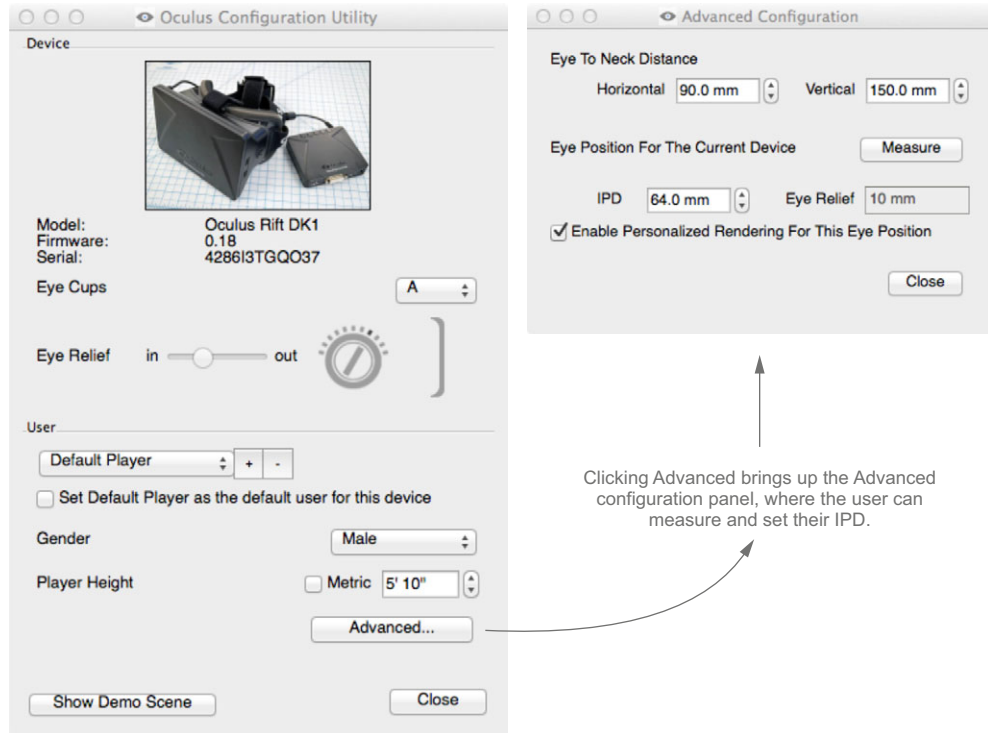 Oculus Configuration Utility
Device
Model: Oculus Rift DK1
Firmware: 0.18
Serial: 4286I3TGQO37
Eye Cups A
Eye Relief in out
User
Default Player + -
Set Default Player as the default user for this device
Gender Male
Player Height Metric 5' 10"
Advanced...
Show Demo Scene Close
Advanced Configuration
Eye To Neck Distance
Horizontal 90.0 mm Vertical 150.0 mm
Eye Position For The Current Device Measure
IPD 64.0 mm Eye Relief 10 mm
Enable Personalized Rendering For This Eye Position
Close
Clicking Advanced brings up the Advanced
configuration panel, where the user can
measure and set their IPD.